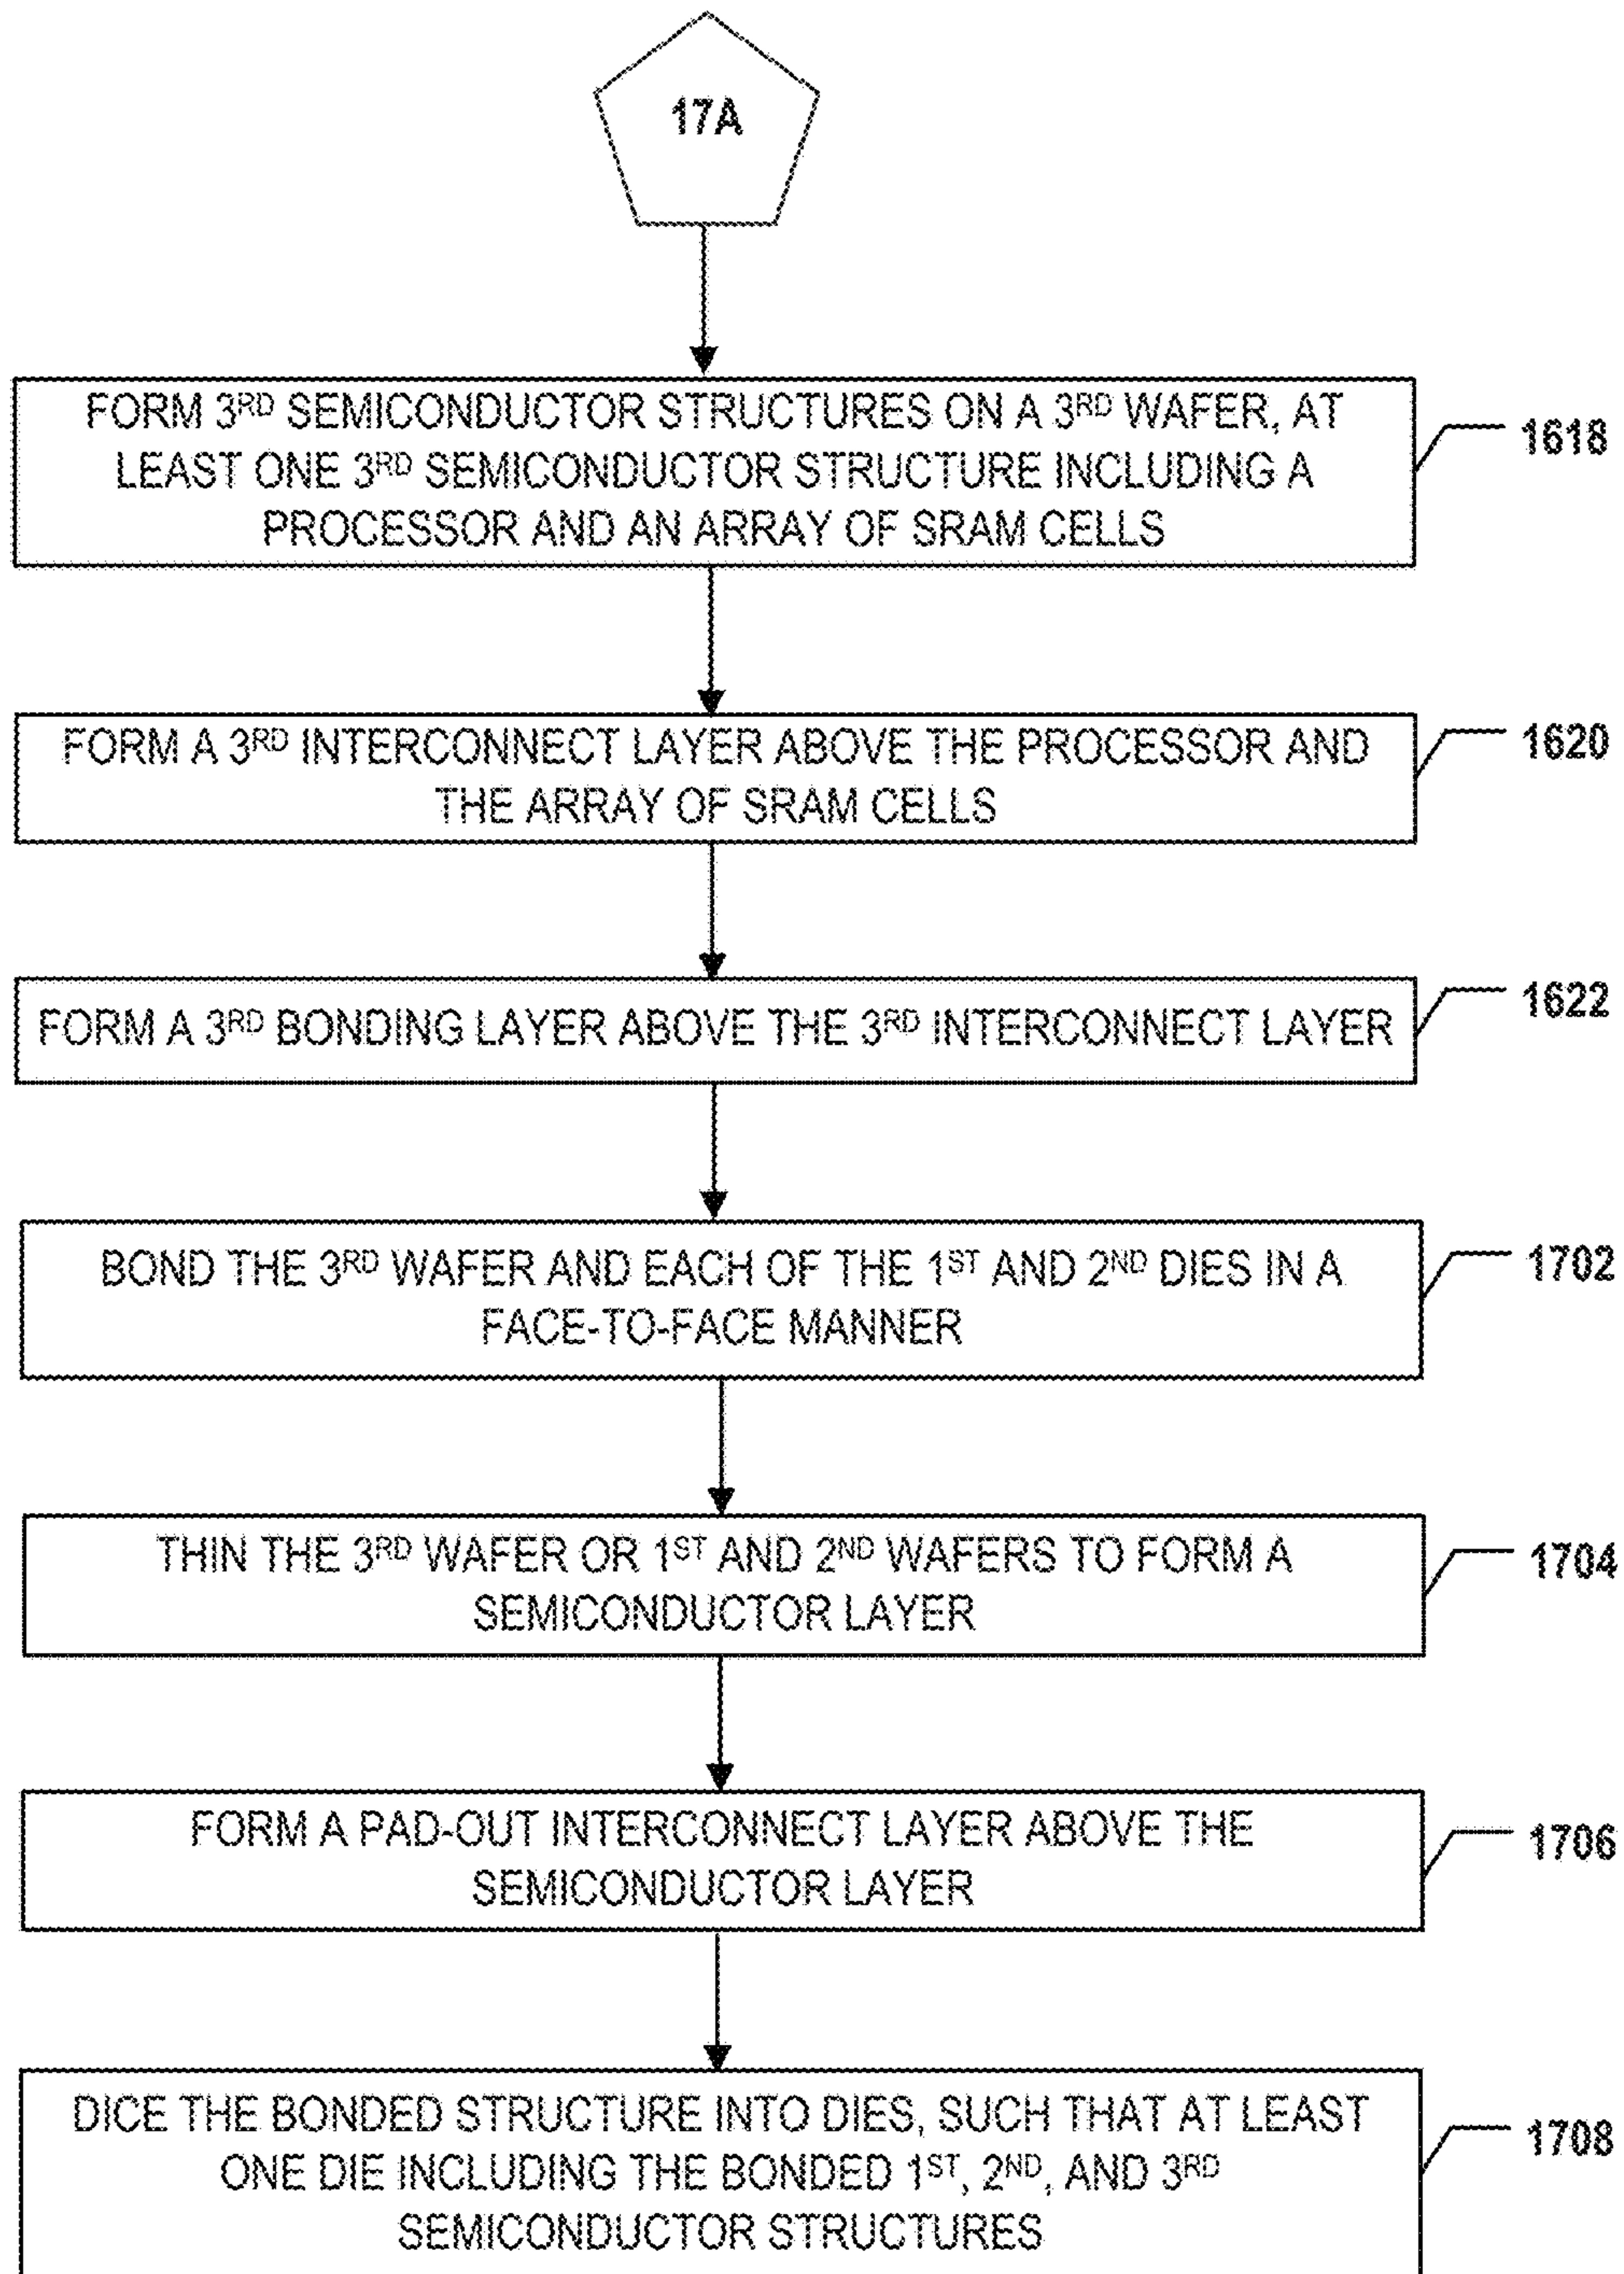 17A
FORM 3RD SEMICONDUCTOR STRUCTURES ON A 3RD WAFER, AT
LEAST ONE 3RD SEMICONDUCTOR STRUCTURE INCLUDING A
PROCESSOR AND AN ARRAY OF SRAM CELLS
1618
FORM A 3RD INTERCONNECT LAYER ABOVE THE PROCESSOR AND
THE ARRAY OF SRAM CELLS
1620
FORM A 3RD BONDING LAYER ABOVE THE 3RD INTERCONNECT LAYER
1622
BOND THE 3RD WAFER AND EACH OF THE 1ST AND 2ND DIES IN A
FACE-TO-FACE MANNER
1702
THIN THE 3RD WAFER OR 1ST AND 2ND WAFERS TO FORM A
SEMICONDUCTOR LAYER
1704
FORM A PAD-OUT INTERCONNECT LAYER ABOVE THE
SEMICONDUCTOR LAYER
1706
DICE THE BONDED STRUCTURE INTO DIES, SUCH THAT AT LEAST
ONE DIE INCLUDING THE BONDED 1ST, 2ND, AND 3RD
SEMICONDUCTOR STRUCTURES
1708